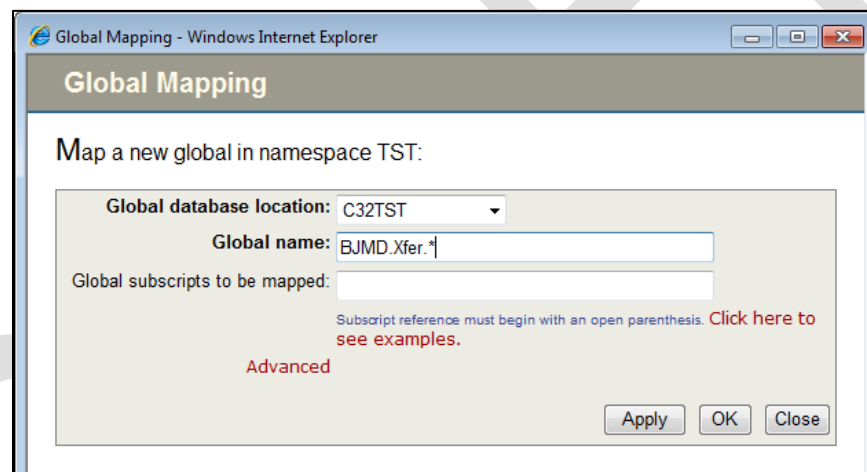 Global Mapping - Windows Internet Explorer
Global Mapping
Map a new global in namespace TST:
Global database location: C32TST
Global name: BJMD.Xfer.*
Global subscripts to be mapped:
Subscript reference must begin with an open parenthesis. Click here to
see examples.
Advanced
Apply OK Close